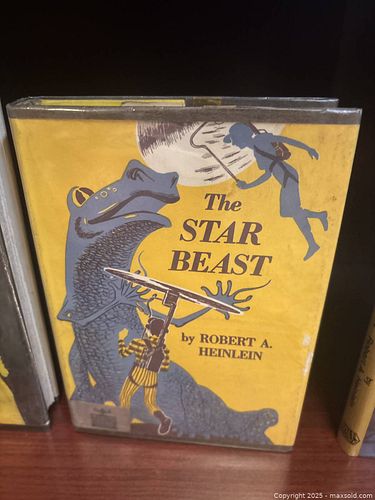 The
STAR
BEAST
by ROBERT A.
HEINLEIN
Copyright © 2025 - maxsold.com